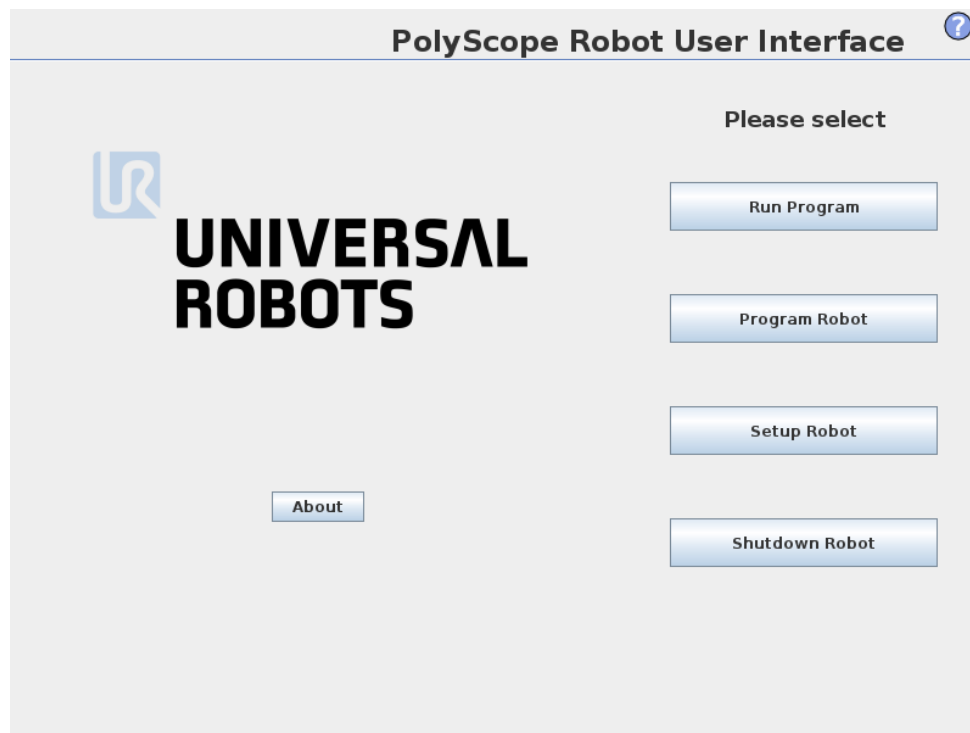 PolyScope Robot User Interface
?
Please select
UR
UNIVERSAL
ROBOTS
Run Program
Program Robot
Setup Robot
Shutdown Robot
About